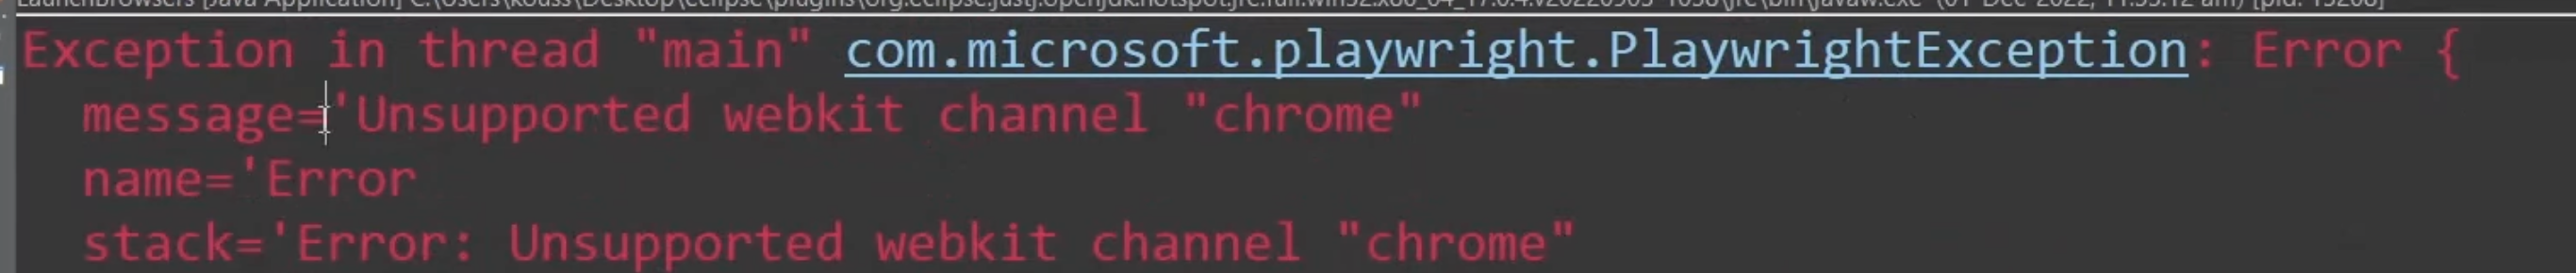 Exception in thread "main" com.microsoft.playwright.PlaywrightException: Error {
message='Unsupported webkit channel "chrome"
name='Error
stack='Error: Unsupported webkit channel "chrome"